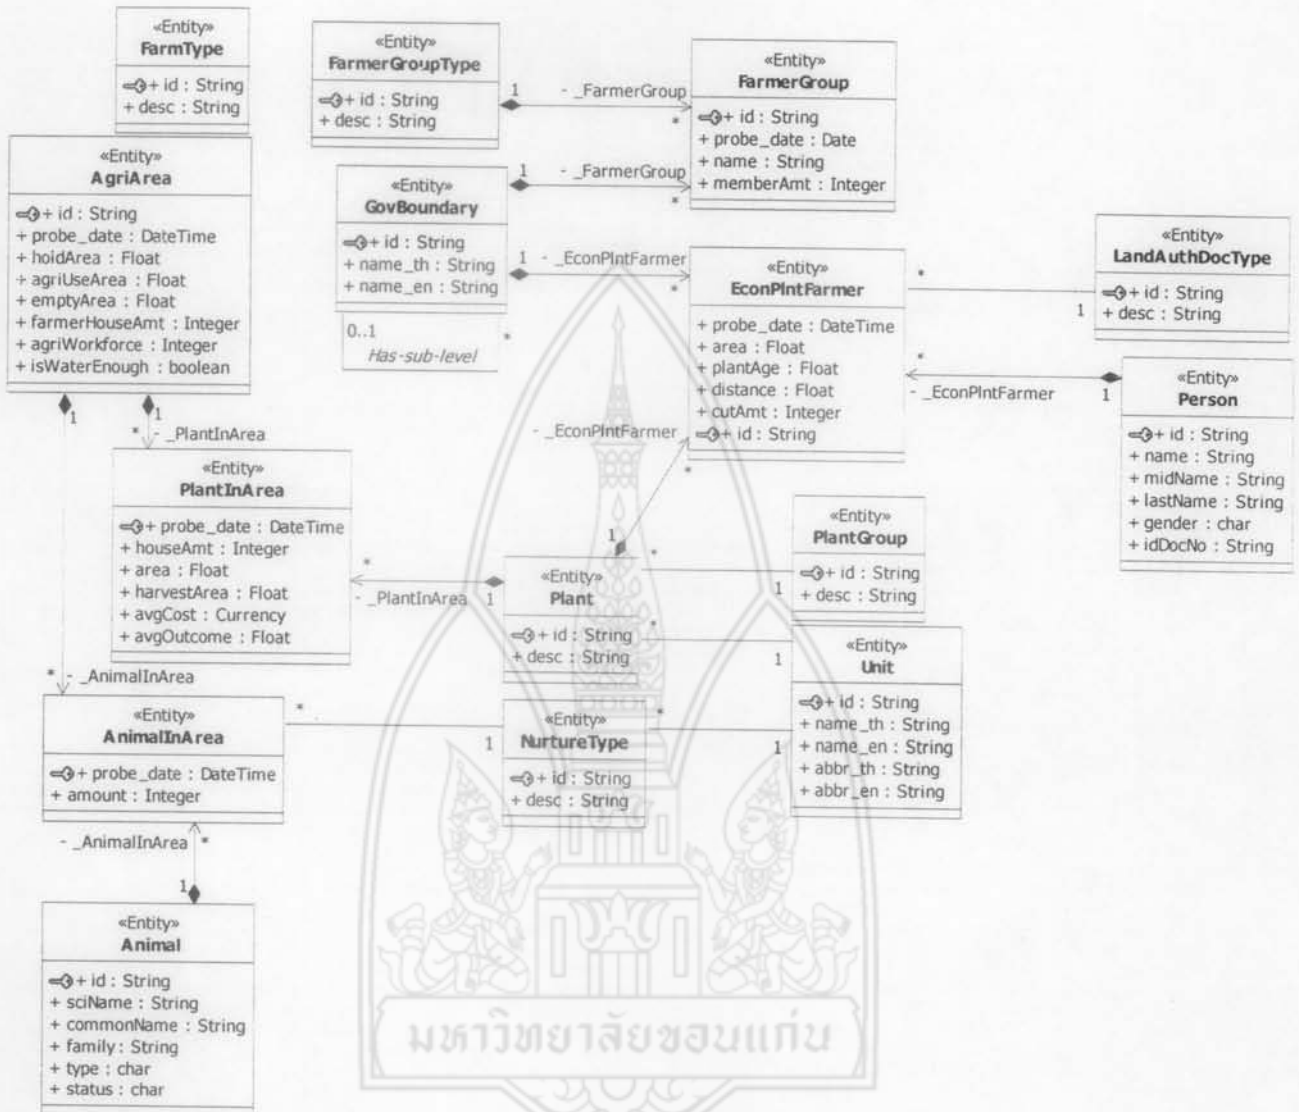 «Entity»
FarmType
+ id : String
+ desc : String
«Entity»
FarmerGroupType
+ id : String
+ desc : String
1
- _FarmerGroup
*
«Entity»
FarmerGroup
+ id : String
+ probe_date : Date
+ name : String
+ memberAmt : Integer
«Entity»
AgriArea
+ id : String
+ probe_date : DateTime
+ holdArea : Float
+ agriUseArea : Float
+ emptyArea : Float
+ farmerHouseAmt : Integer
+ agriWorkforce : Integer
+ isWaterEnough : boolean
1
1
«Entity»
GovBoundary
+ id : String
+ name_th : String
+ name_en : String
1
- _FarmerGroup
*
1
- _EconPlntFarmer
*
0..1
*
Has-sub-level
«Entity»
EconPlntFarmer
+ probe_date : DateTime
+ area : Float
+ plantAge : Float
+ distance : Float
+ cutAmt : Integer
+ id : String
*
1
«Entity»
LandAuthDocType
+ id : String
+ desc : String
*
- _EconPlntFarmer
1
«Entity»
Person
+ id : String
+ name : String
+ midName : String
+ lastName : String
+ gender : char
+ idDocNo : String
* - _PlantInArea
«Entity»
PlantInArea
+ probe_date : DateTime
+ houseAmt : Integer
+ area : Float
+ harvestArea : Float
+ avgCost : Currency
+ avgOutcome : Float
- _EconPlntFarmer
*
1
*
- _PlantInArea
1
«Entity»
Plant
+ id : String
+ desc : String
*
1
«Entity»
PlantGroup
+ id : String
+ desc : String
*
1
«Entity»
Unit
+ id : String
+ name_th : String
+ name_en : String
+ abbr_th : String
+ abbr_en : String
* - _AnimalInArea
«Entity»
AnimalInArea
+ probe_date : DateTime
+ amount : Integer
*
1
«Entity»
NurtureType
+ id : String
+ desc : String
*
1
- _AnimalInArea *
1
«Entity»
Animal
+ id : String
+ sciName : String
+ commonName : String
+ family : String
+ type : char
+ status : char
มหาวิทยาลัยขอนแก่น